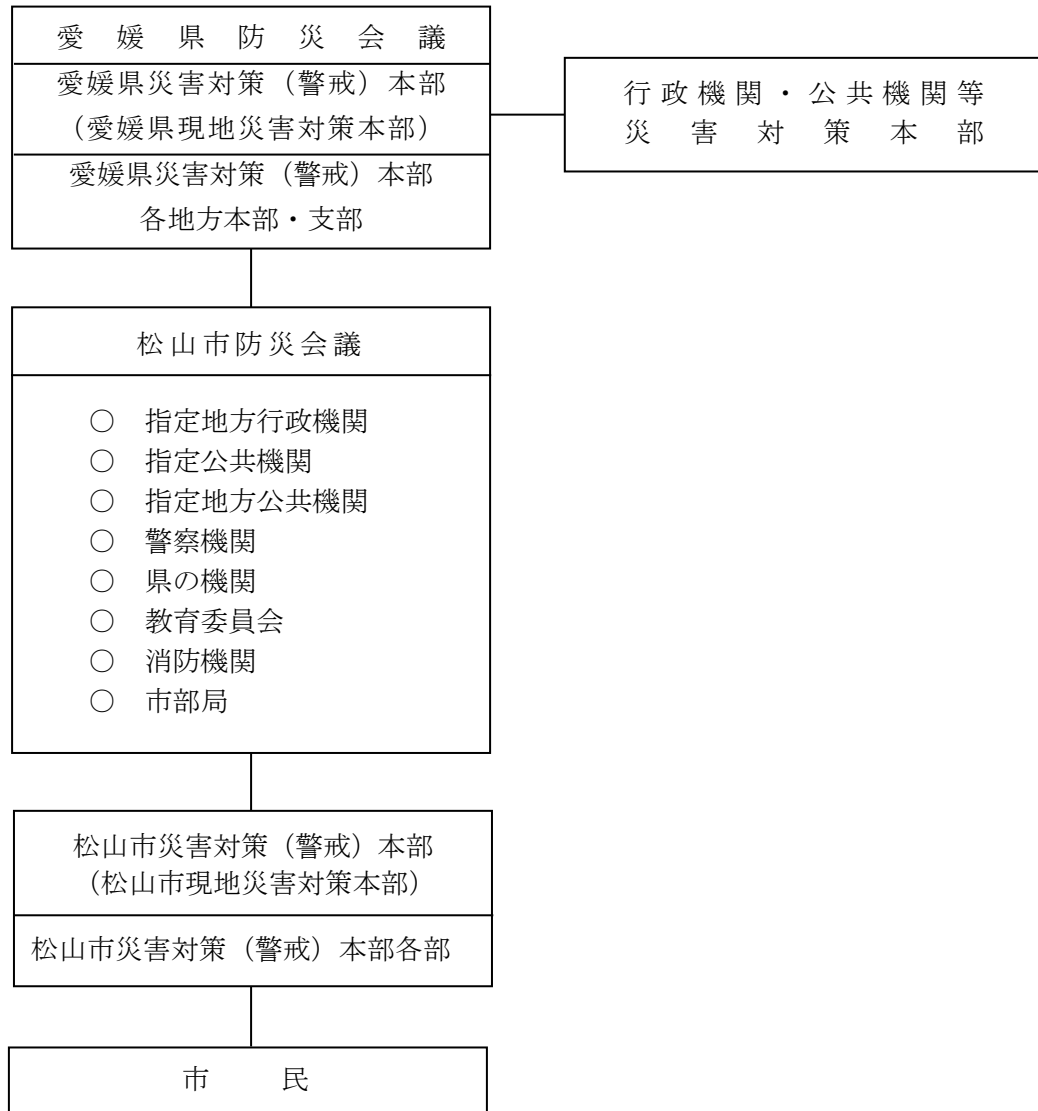 愛媛県防災会議
愛媛県災害対策（警戒）本部
（愛媛県現地災害対策本部）
愛媛県災害対策（警戒）本部
各地方本部・支部
行政機関・公共機関等
災害対策本部
松山市防災会議
○　指定地方行政機関
○　指定公共機関
○　指定地方公共機関
○　警察機関
○　県の機関
○　教育委員会
○　消防機関
○　市部局
松山市災害対策（警戒）本部
（松山市現地災害対策本部）
松山市災害対策（警戒）本部各部
市　　民